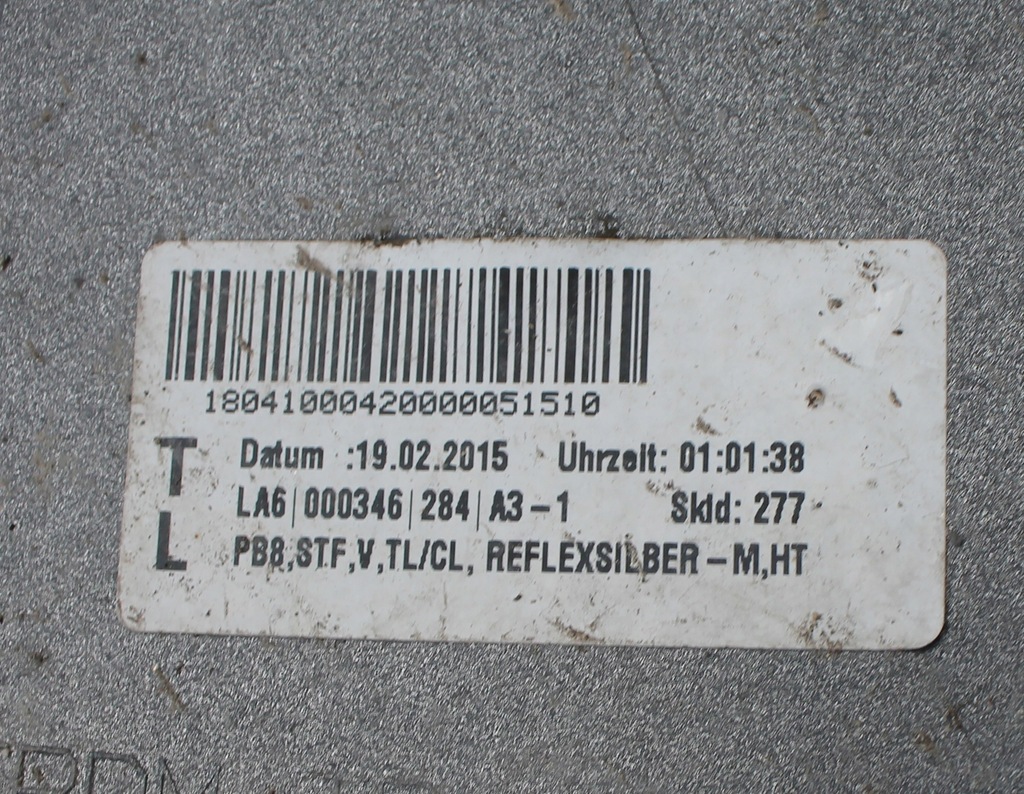 18041000420000051510
T
L
Datum :19.02.2015 Uhrzeit: 01:01:38
LA6|000346|284|A3-1 Skid: 277
PB8,STF,V,TL/CL, REFLEXSILBER-M,HT